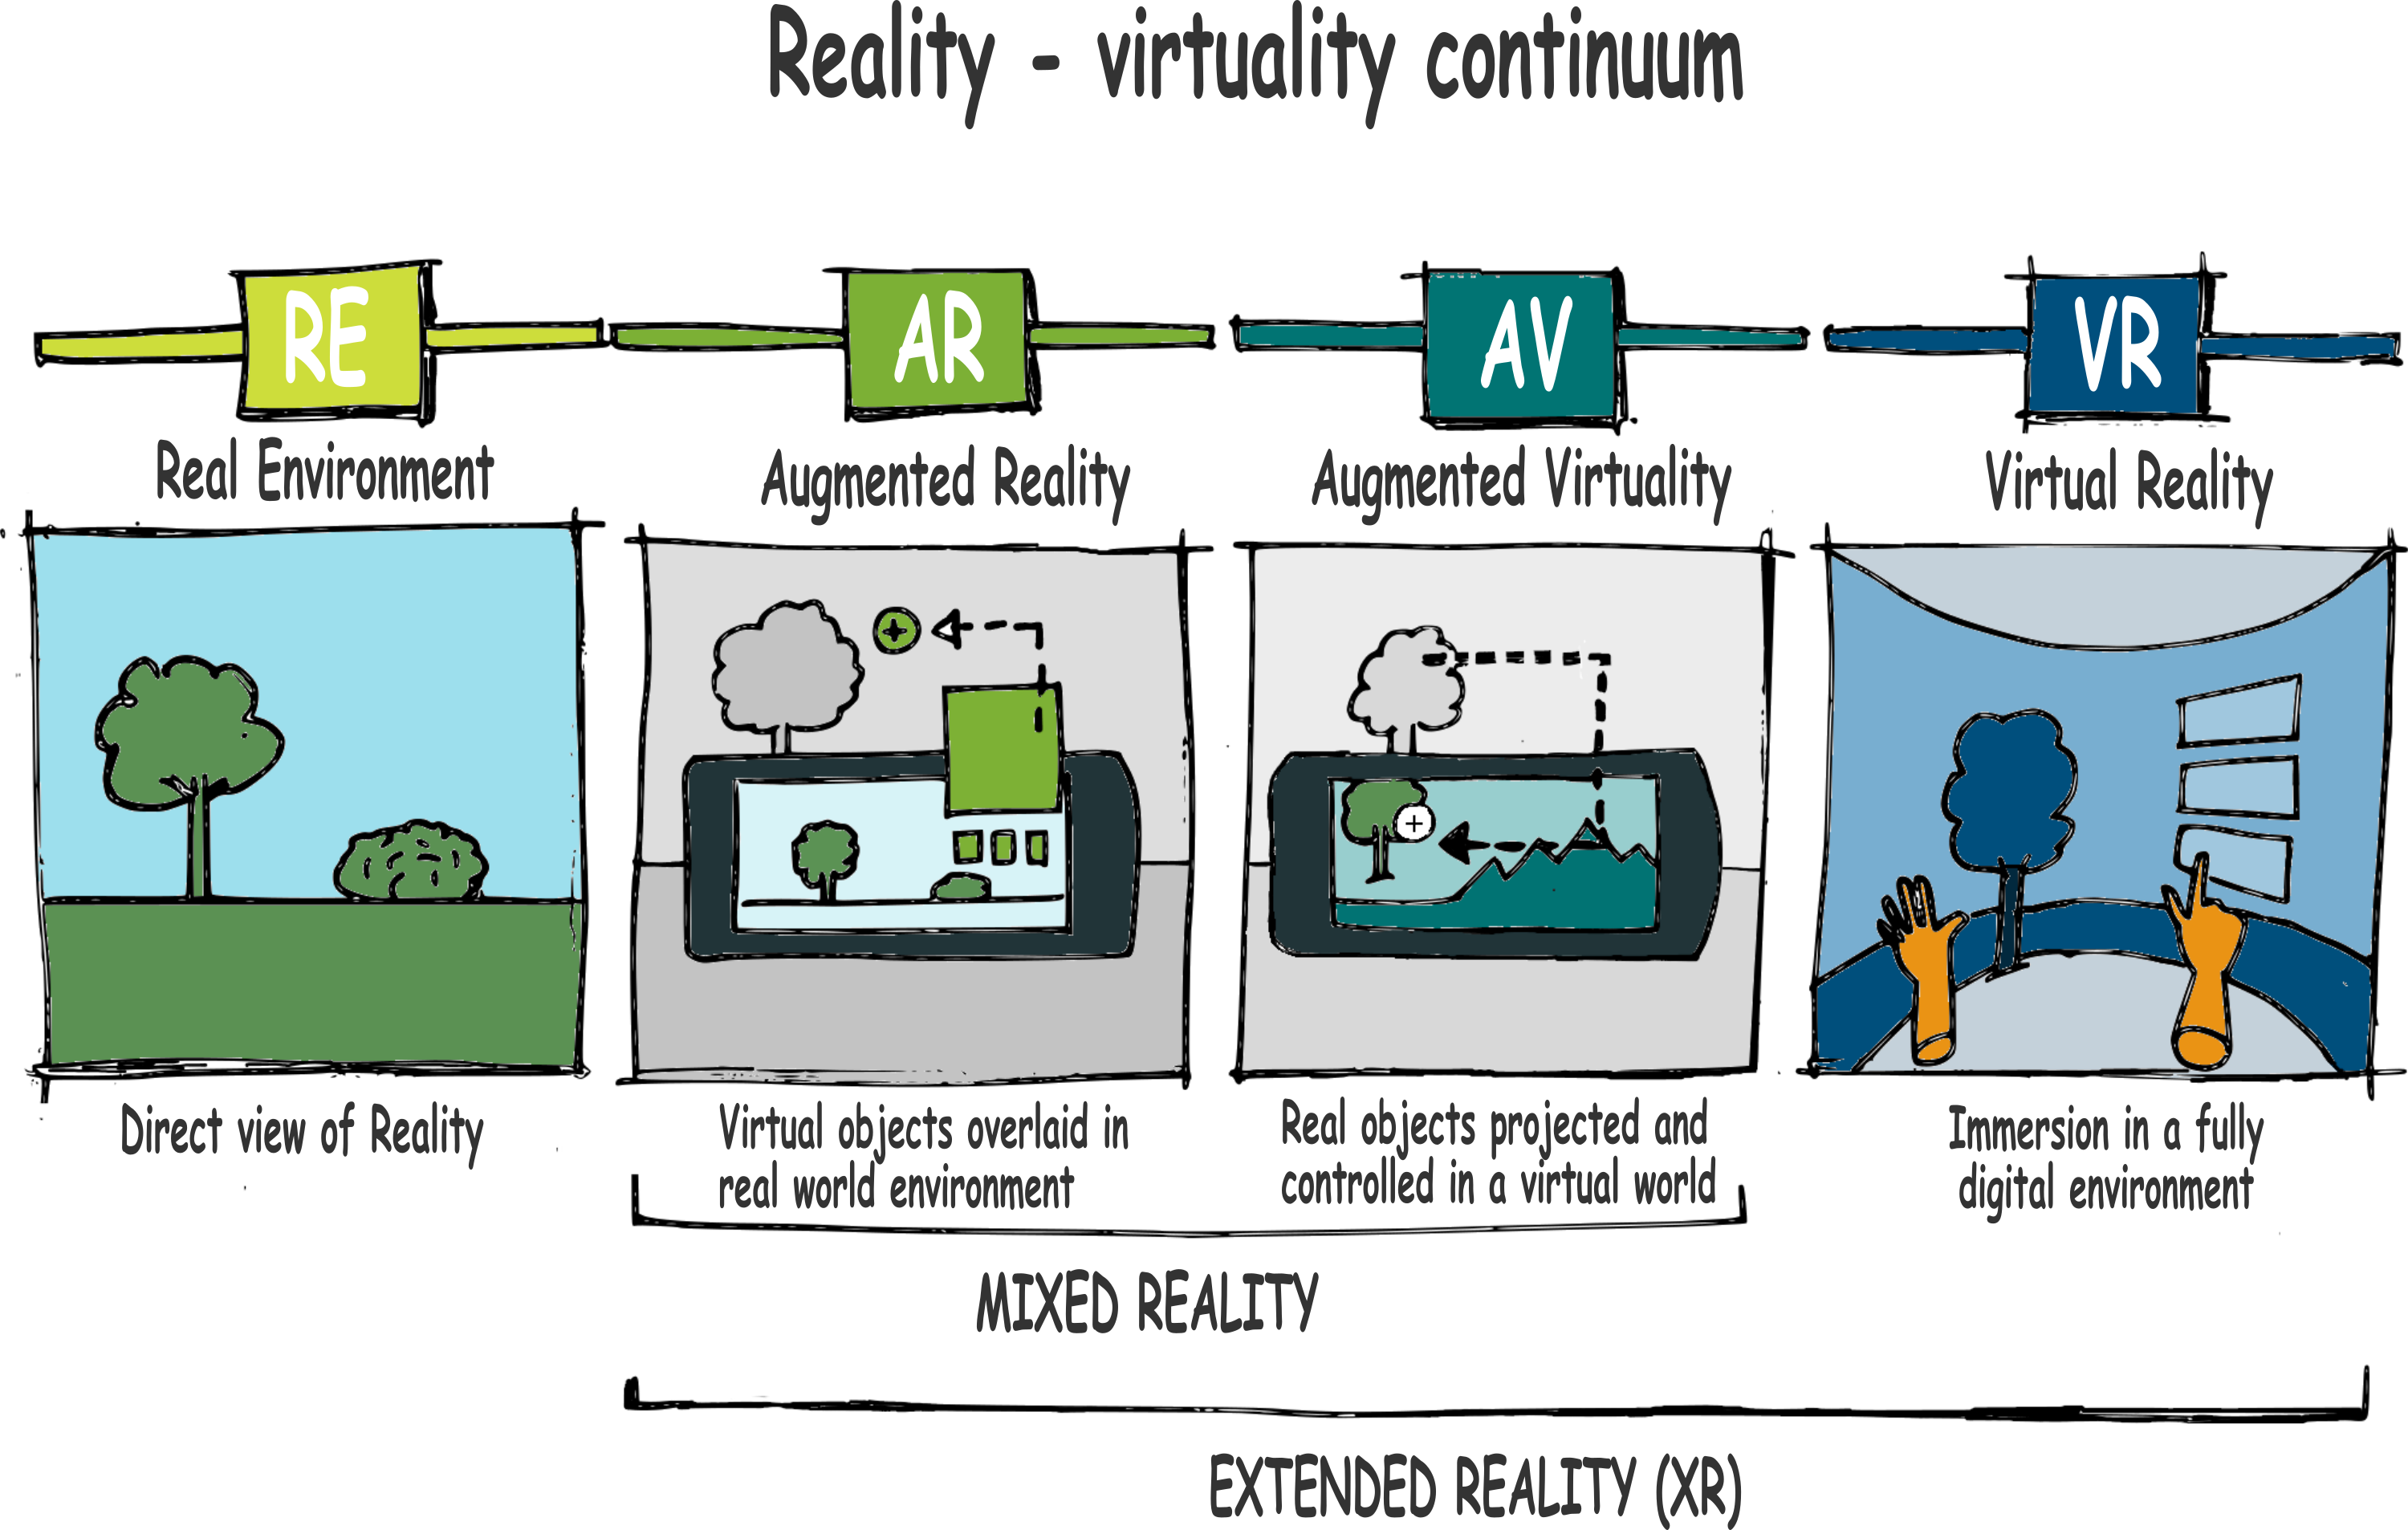 Reality - virtuality continuum
RE
AR
AV
VR
Real Environment
Augmented Reality
Augmented Virtuality
Virtual Reality
Direct view of Reality
Virtual objects overlaid in
real world environment
Real objects projected and
controlled in a virtual world
Immersion in a fully
digital environment
MIXED REALITY
EXTENDED REALITY (XR)